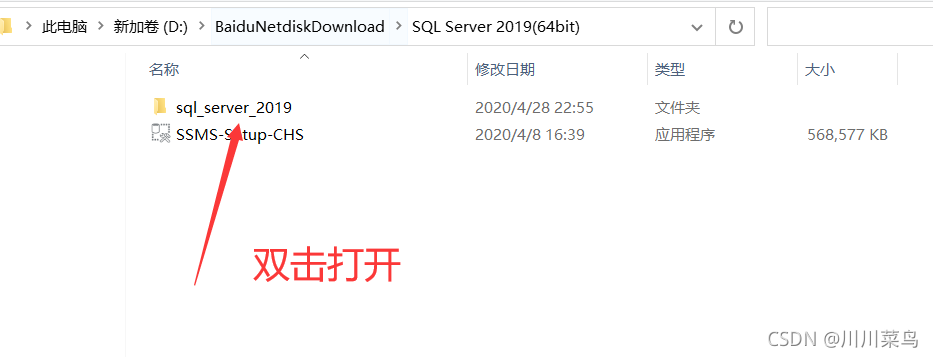 此电脑 > 新加卷 (D:) > BaiduNetdiskDownload > SQL Server 2019(64bit)
名称 修改日期 类型 大小
sql_server_2019 2020/4/28 22:55 文件夹
SSMS-Setup-CHS 2020/4/8 16:39 应用程序 568,577 KB
双击打开
CSDN @川川菜鸟